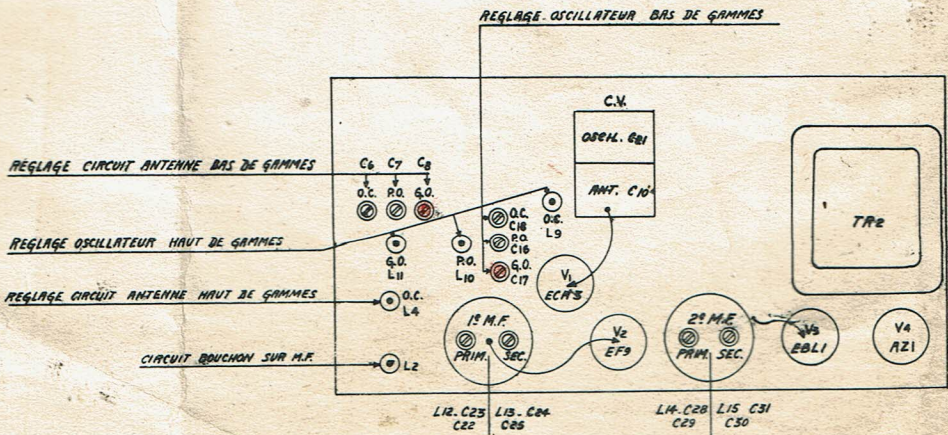 REGLAGE OSCILLATEUR BAS DE GAMMES
C.V.
OSCIL. C21
ANT. C10
REGLAGE CIRCUIT ANTENNE BAS DE GAMMES
C6 C7 C8
O.C. P.O. G.O.
TR2
REGLAGE OSCILLATEUR HAUT DE GAMMES
G.O.
L11
P.O.
L10
O.C.
C18
P.O.
C16
G.O.
C17
O.C.
L9
V1
ECH3
REGLAGE CIRCUIT ANTENNE HAUT DE GAMMES
O.C.
L4
1º M.F.
PRIM. SEC.
V2
EF9
2º M.F.
PRIM. SEC.
V3
EBL1
V4
AZ1
CIRCUIT BOUCHON SUR M.F.
L2
L12-C23 L13-C24
C22 C25
L14-C28 L15 C31
C29 C30